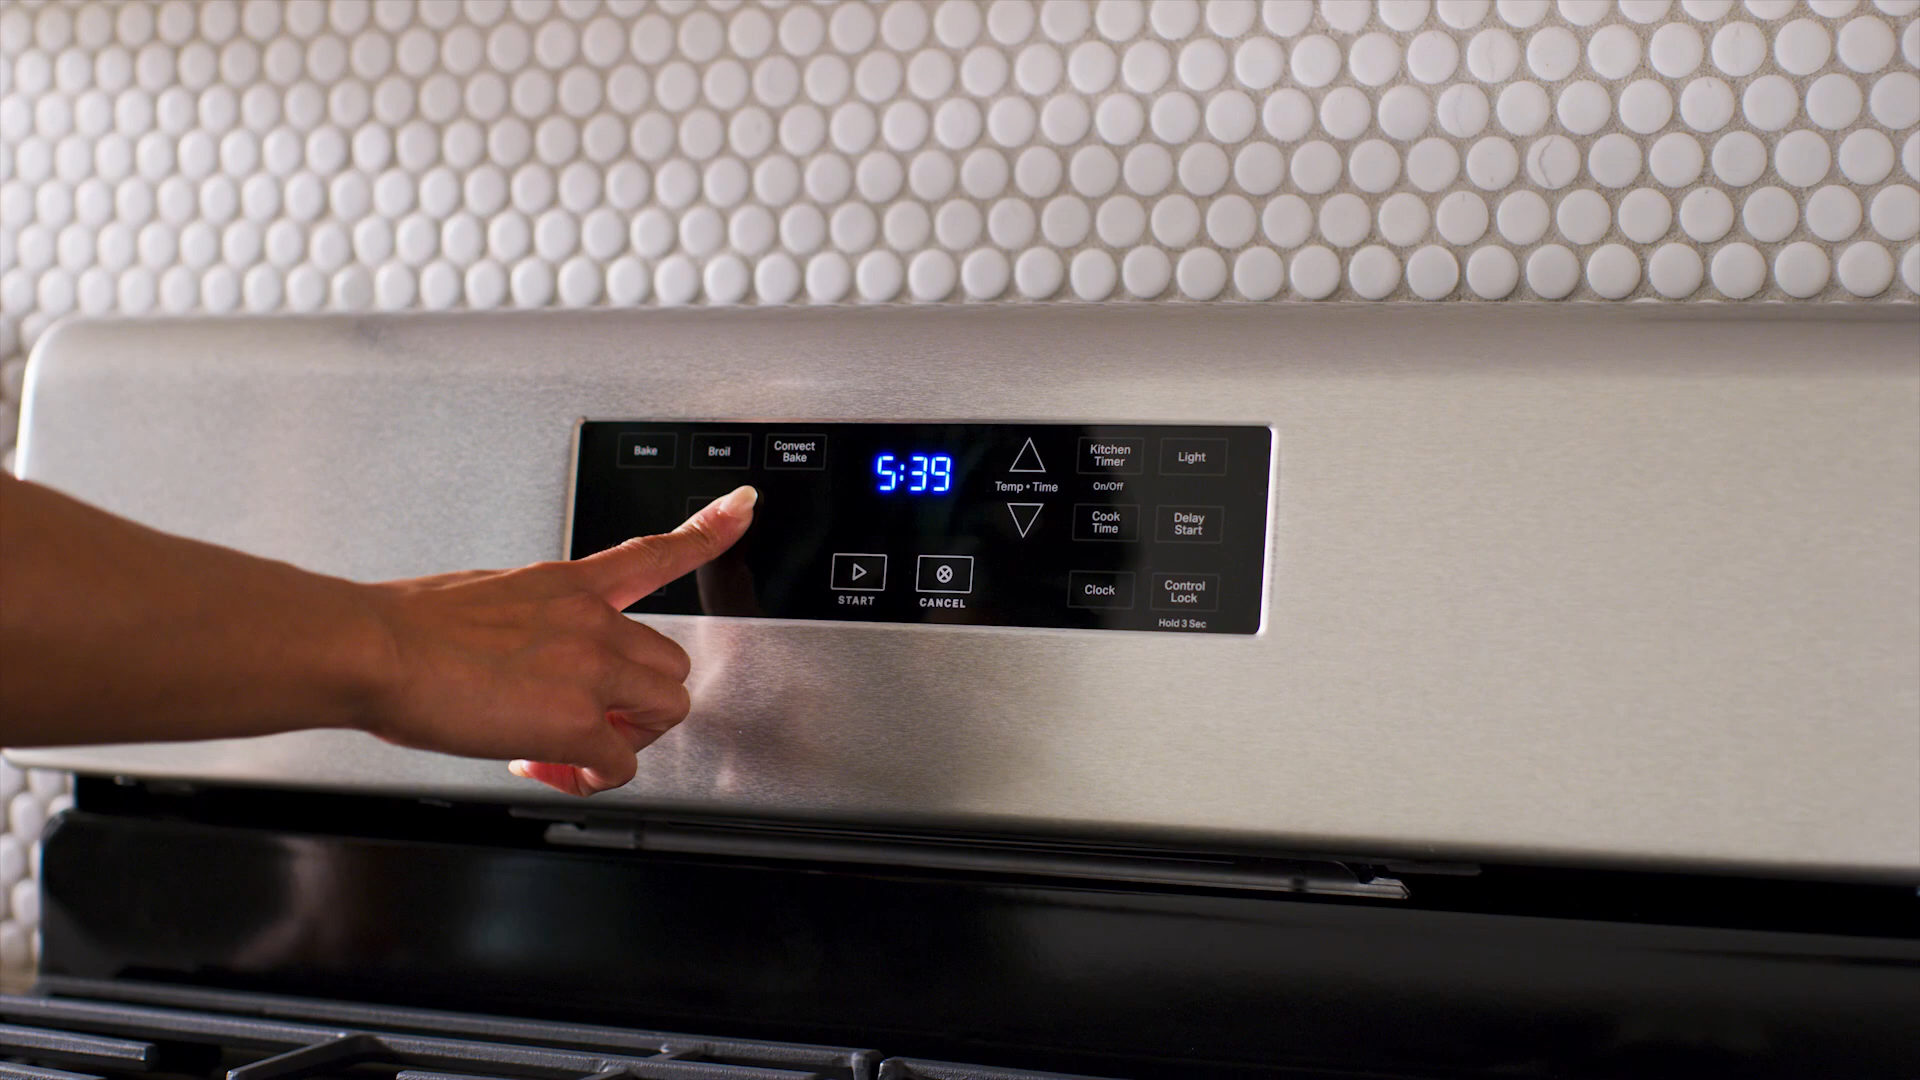 Bake
Broil
Convect
Bake
5:39
Temp • Time
Kitchen
Timer
On/Off
Light
Cook
Time
Delay
Start
START
CANCEL
Clock
Control
Lock
Hold 3 Sec